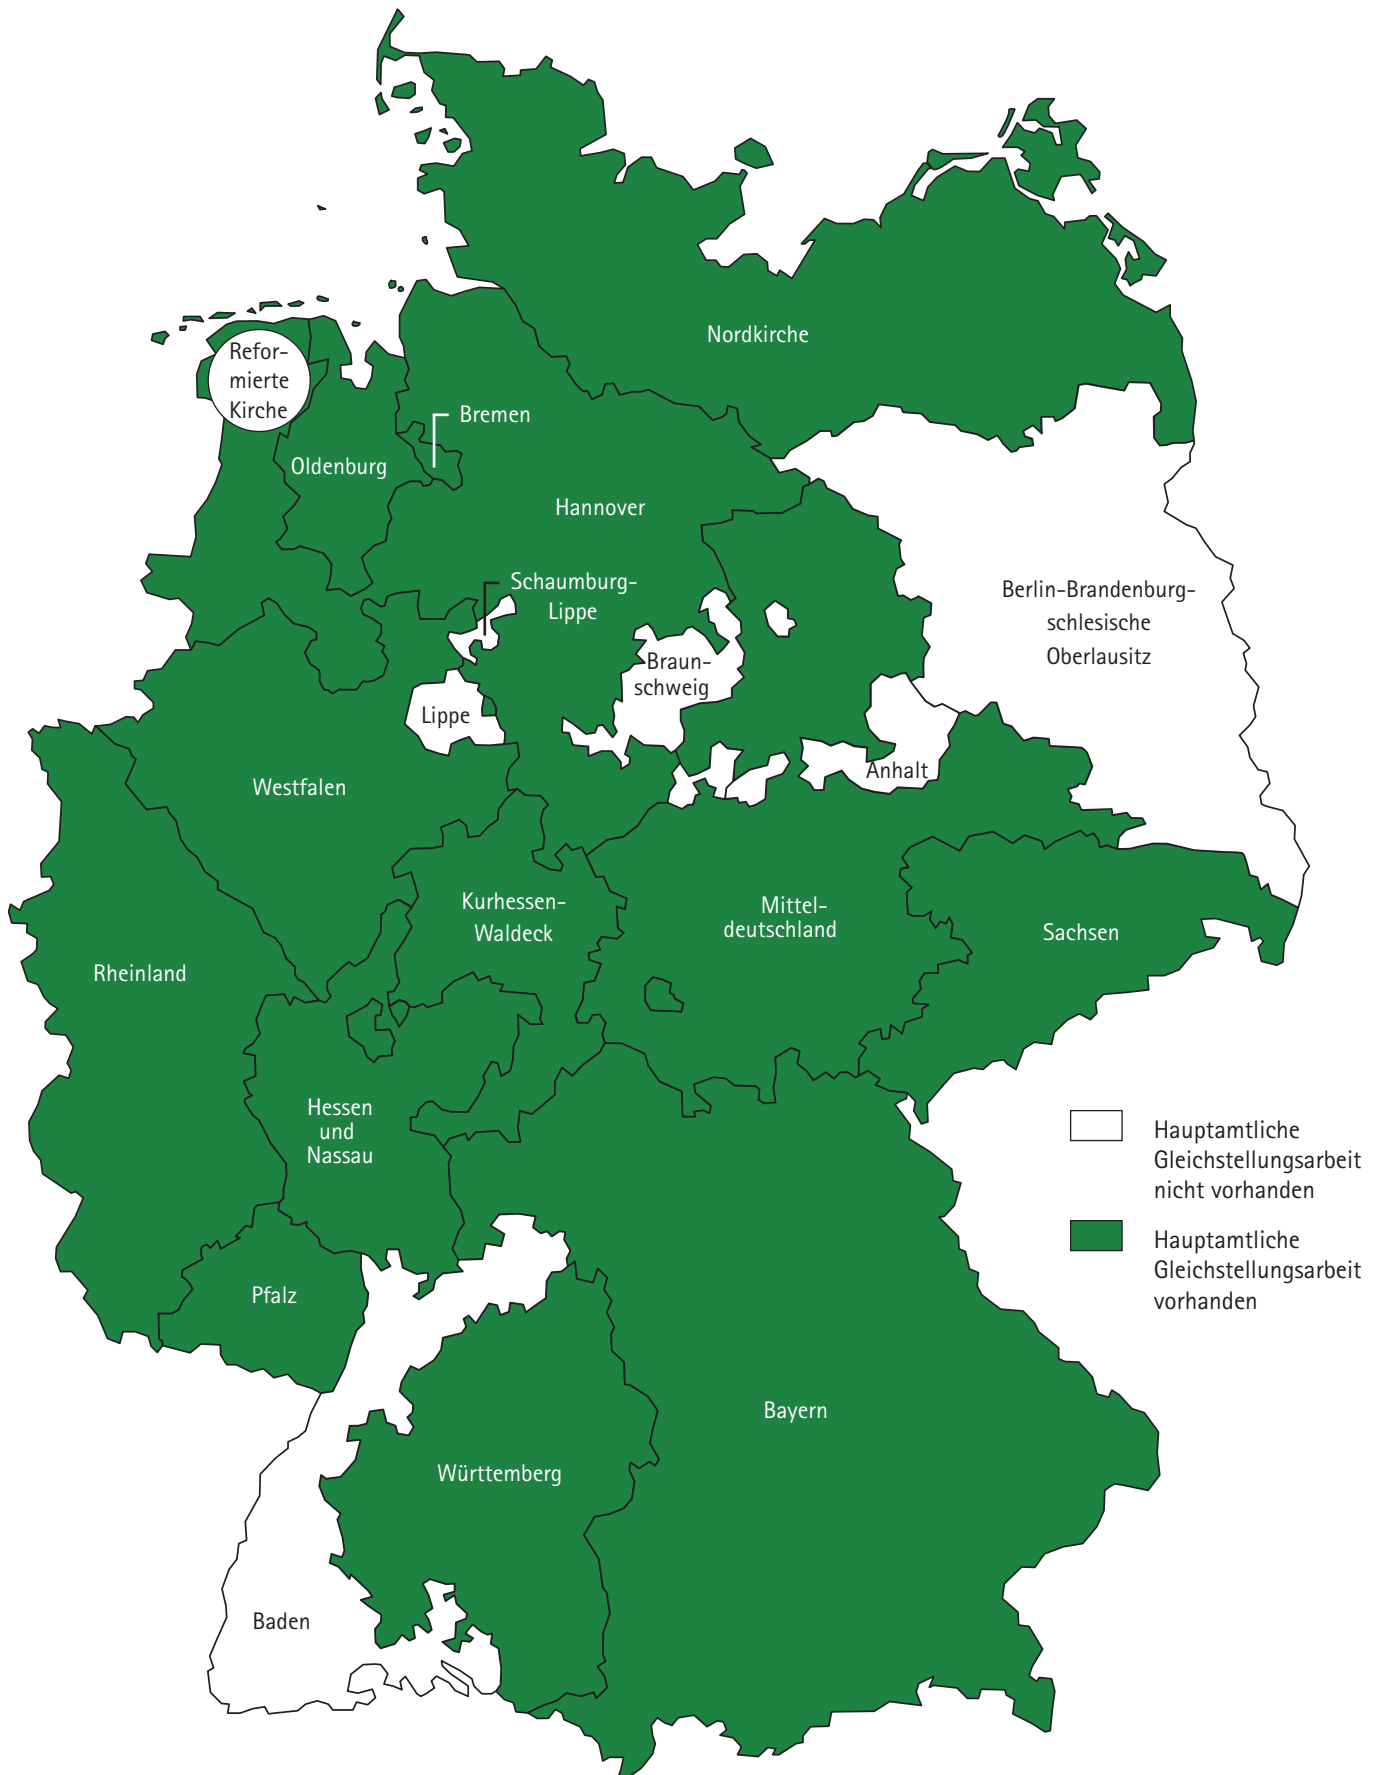 Nordkirche
Refor-
mierte
Kirche
Bremen
Oldenburg
Hannover
Schaumburg-
Lippe
Berlin-Brandenburg-
schlesische
Oberlausitz
Braun-
schweig
Lippe
Anhalt
Westfalen
Kurhessen-
Waldeck
Mittel-
deutschland
Sachsen
Rheinland
Hessen
und
Nassau
Hauptamtliche
Gleichstellungsarbeit
nicht vorhanden
Hauptamtliche
Gleichstellungsarbeit
vorhanden
Pfalz
Bayern
Württemberg
Baden